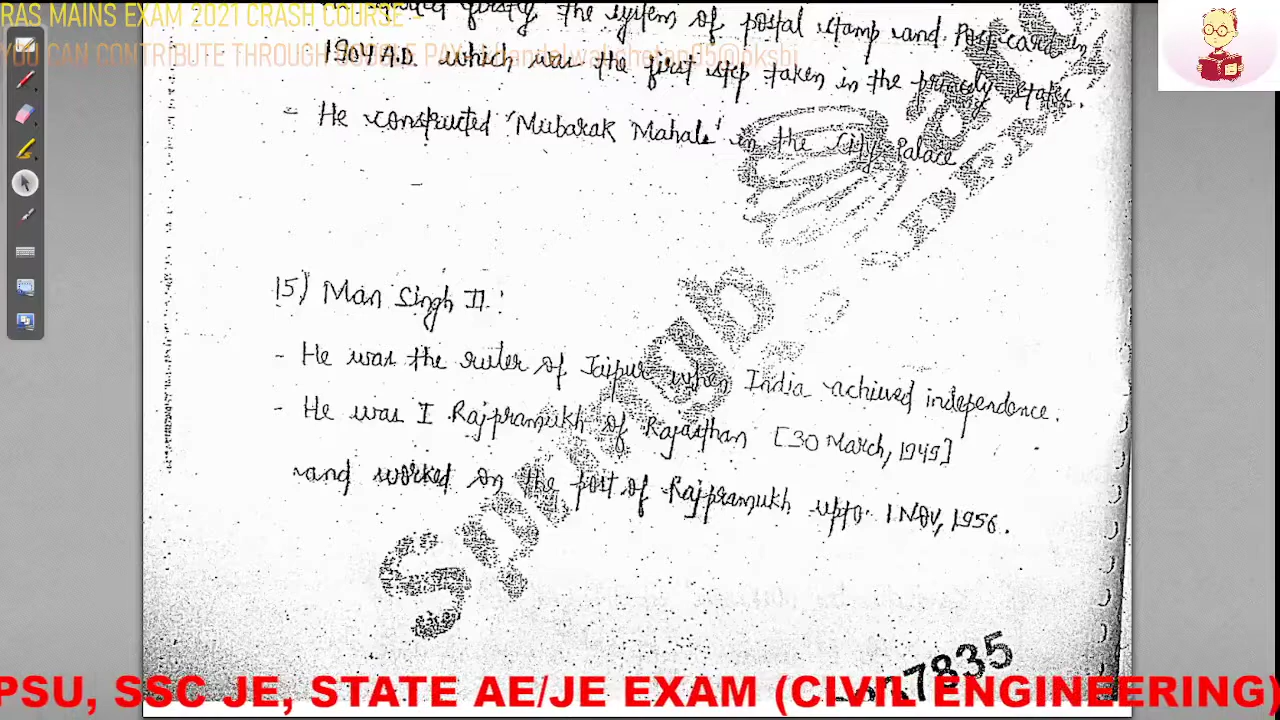 RAS MAINS EXAM 2021 CRASH COURSE -
YOU CAN CONTRIBUTE THROUGH
firstly the system of postal stamp and Postcard in
1904 A.D. which was the first step taken in the princely states.
- He constructed 'Mubarak Mahal' in the City Palace
15) Man Singh II :
- He was the ruler of Jaipur when India achived independence.
- He was I Rajpramukh of Rajasthan [30 March, 1949]
and worked on the post of Rajpramukh upto 1 Nov, 1956.
Springb
7835
PSU, SSC JE, STATE AE/JE EXAM (CIVIL ENGINEERING)